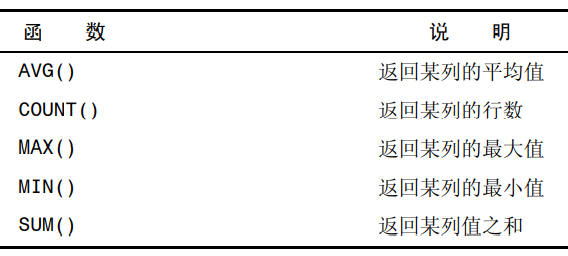 函 数 说 明
AVG() 返回某列的平均值
COUNT() 返回某列的行数
MAX() 返回某列的最大值
MIN() 返回某列的最小值
SUM() 返回某列值之和